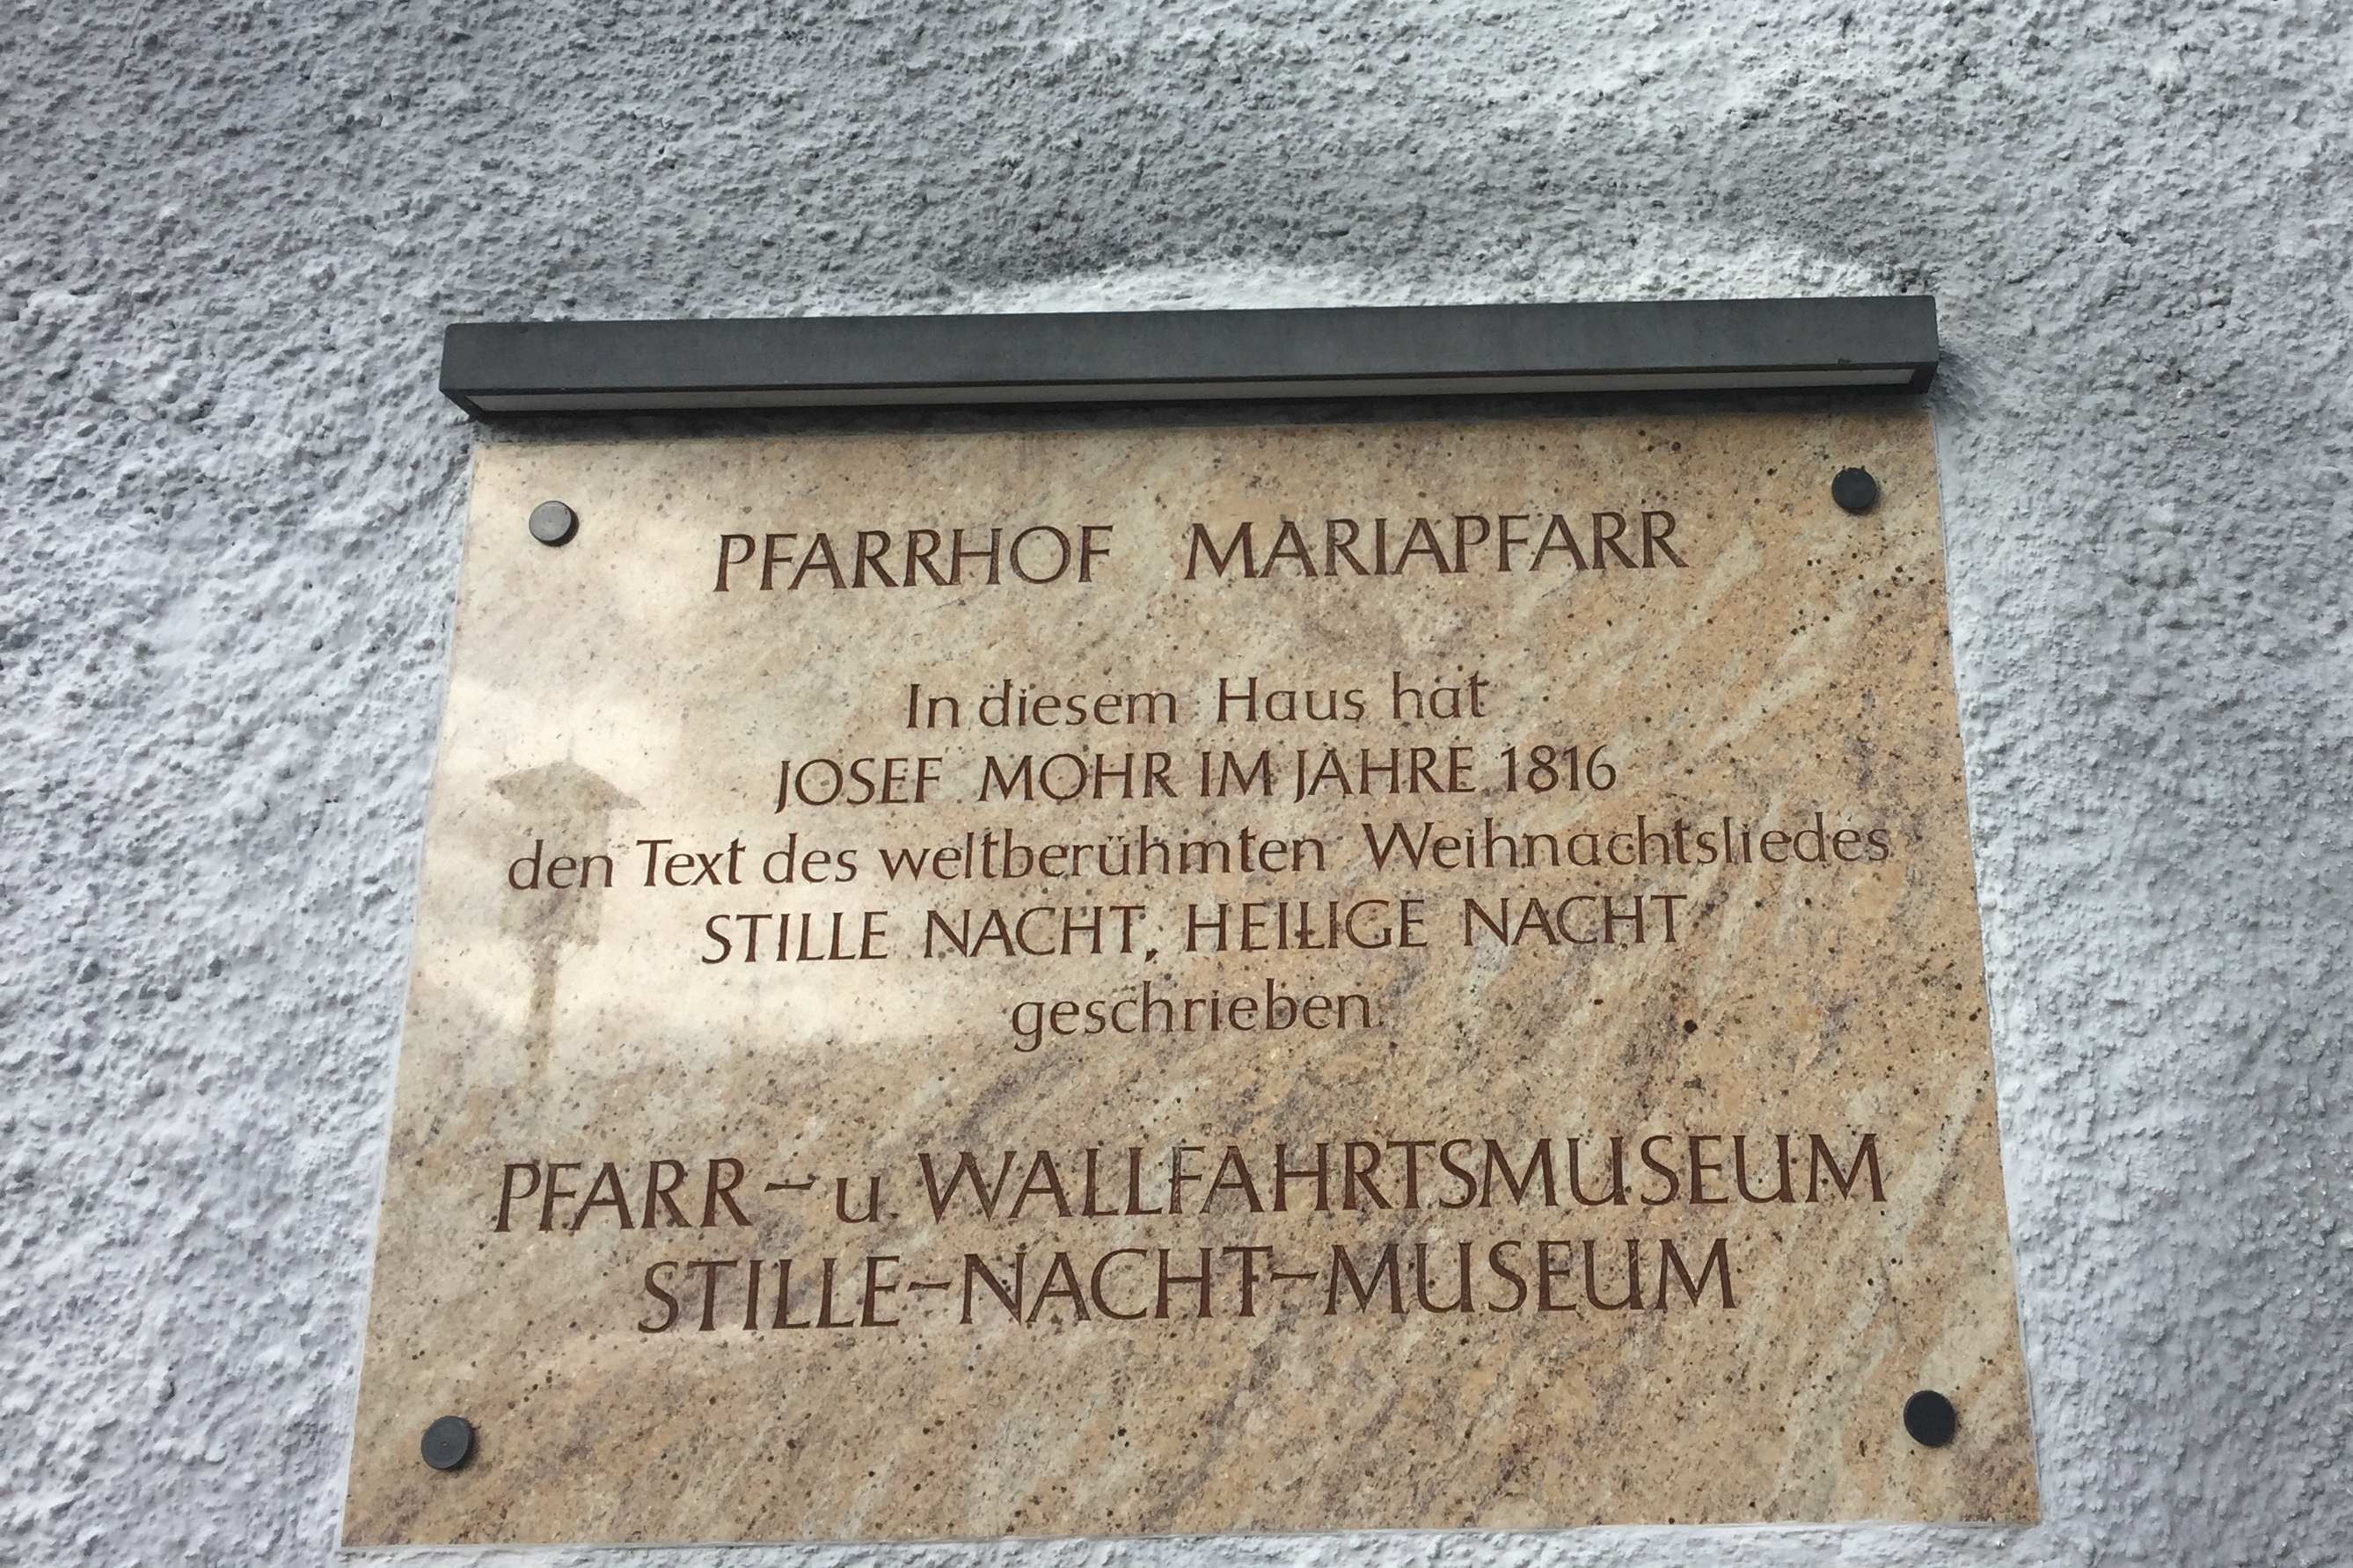 PFARRHOF MARIAPFARR
In diesem Haus hat
JOSEF MOHR IM JAHRE 1816
den Text des weltberühmten Weihnachtsliedes
STILLE NACHT, HEILIGE NACHT
geschrieben.
PFARR-u. WALLFAHRTSMUSEUM
STILLE-NACHT-MUSEUM